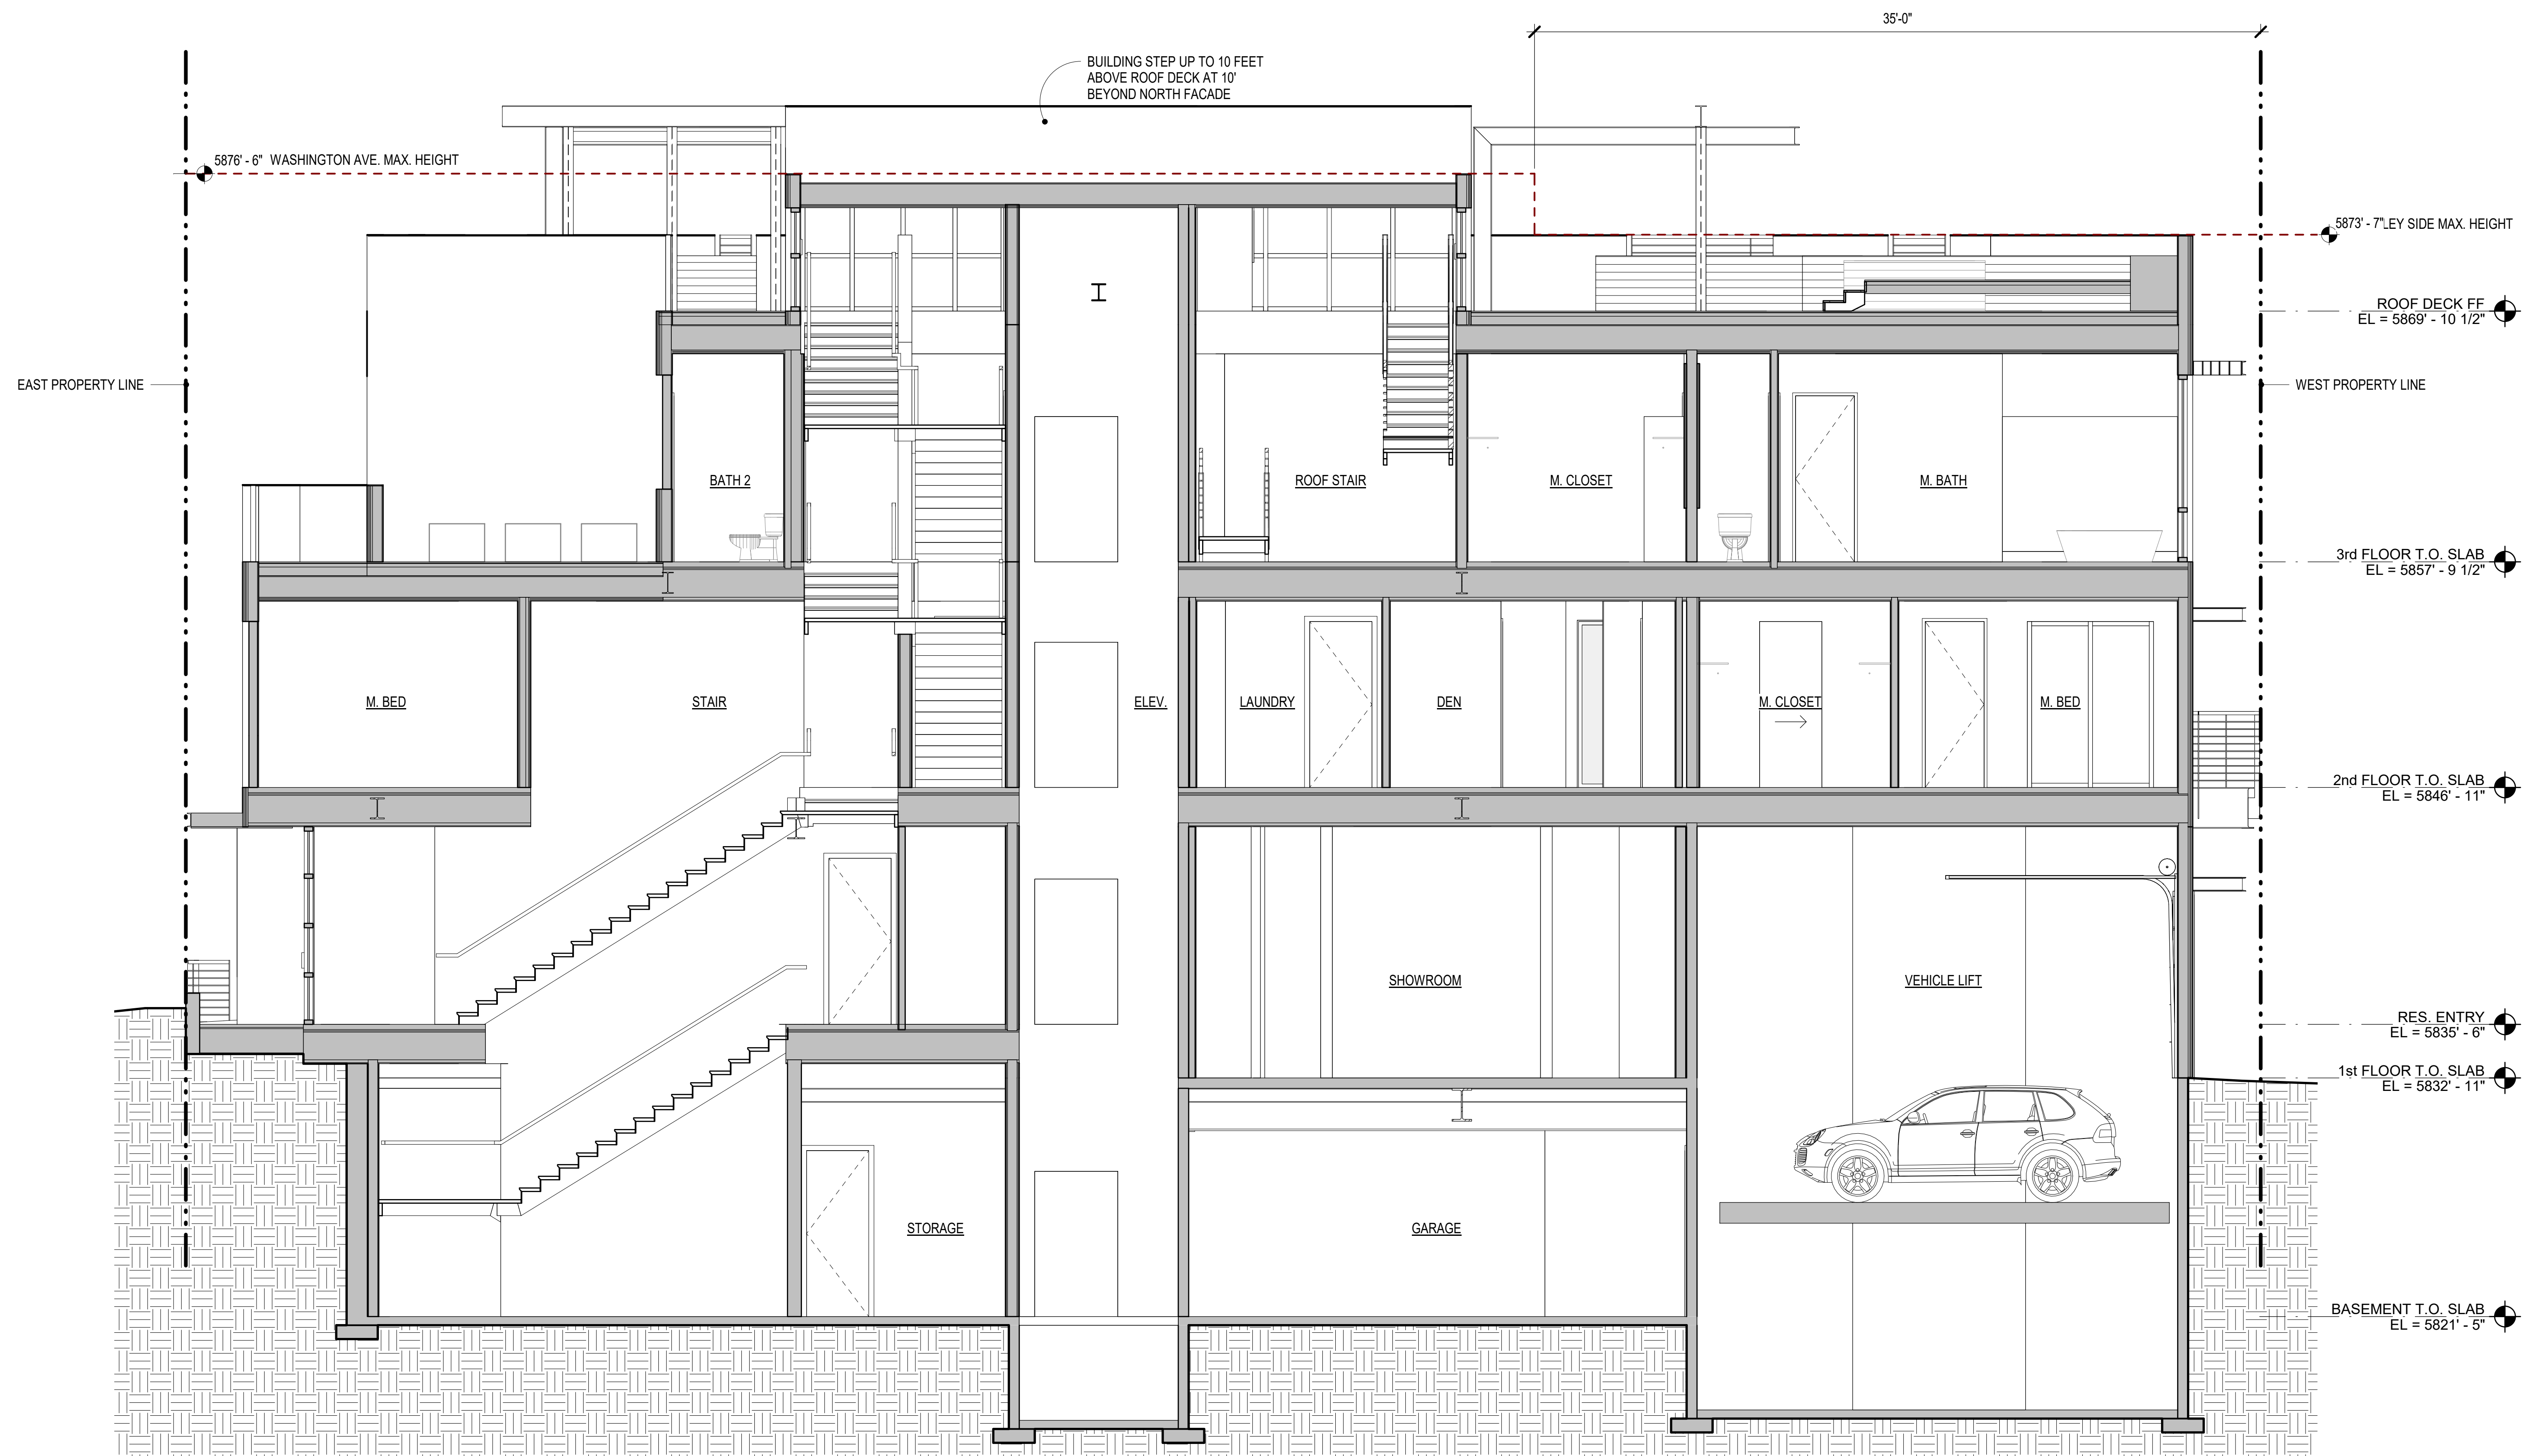 35'-0"
BUILDING STEP UP TO 10 FEET
ABOVE ROOF DECK AT 10'
BEYOND NORTH FACADE
5876' - 6" WASHINGTON AVE. MAX. HEIGHT
5873' - 7" LEY SIDE MAX. HEIGHT
ROOF DECK FF
EL = 5869' - 10 1/2"
EAST PROPERTY LINE
WEST PROPERTY LINE
BATH 2
ROOF STAIR
M. CLOSET
M. BATH
3rd FLOOR T.O. SLAB
EL = 5857' - 9 1/2"
M. BED
STAIR
ELEV.
LAUNDRY
DEN
M. CLOSET
M. BED
2nd FLOOR T.O. SLAB
EL = 5846' - 11"
SHOWROOM
VEHICLE LIFT
RES. ENTRY
EL = 5835' - 6"
1st FLOOR T.O. SLAB
EL = 5832' - 11"
STORAGE
GARAGE
BASEMENT T.O. SLAB
EL = 5821' - 5"